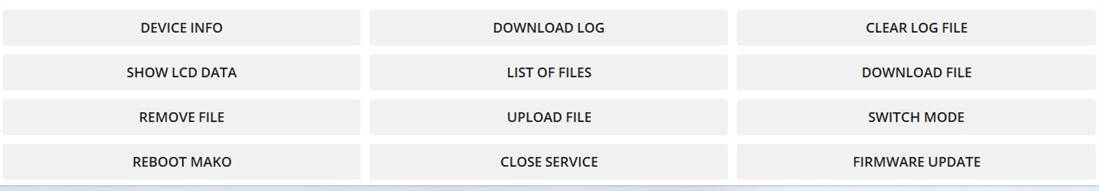 DEVICE INFO
DOWNLOAD LOG
CLEAR LOG FILE
SHOW LCD DATA
LIST OF FILES
DOWNLOAD FILE
REMOVE FILE
UPLOAD FILE
SWITCH MODE
REBOOT MAKO
CLOSE SERVICE
FIRMWARE UPDATE